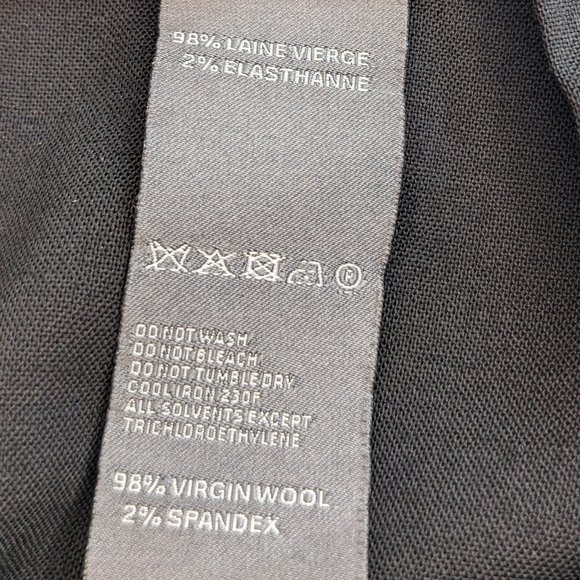 98% LAINE VIERGE
2% ELASTHANNE
P
DO NOT WASH
DO NOT BLEACH
DO NOT TUMBLE DRY
COOL IRON 230F
ALL SOLVENTS EXCEPT
TRICHLOROETHYLENE
98% VIRGIN WOOL
2% SPANDEX